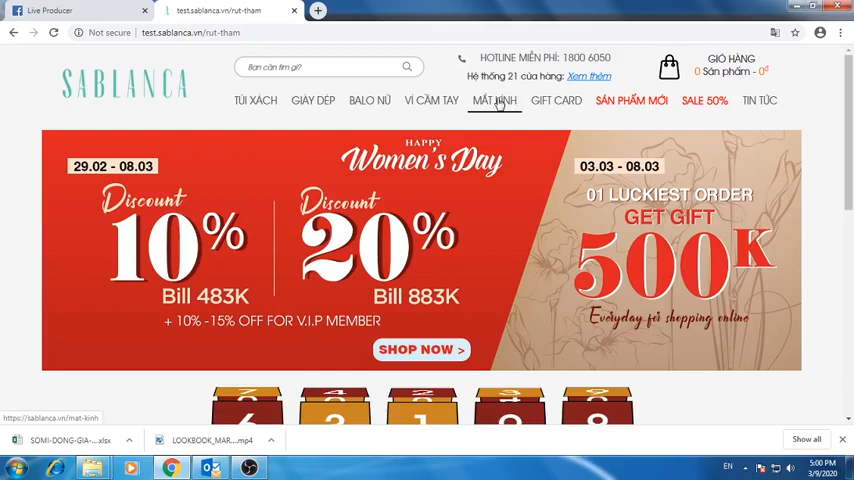 Live Producer
test.sablanca.vn/rut-tham
Not secure
test.sablanca.vn/rut-tham
SABLANCA
Bạn cần tìm gì?
HOTLINE MIỄN PHÍ: 1800 6050
Hệ thống 21 cửa hàng: Xem thêm
GIỎ HÀNG
0 Sản phẩm - 0đ
TÚI XÁCH
GIÀY DÉP
BALO NỮ
VÍ CẦM TAY
MẮT KÍNH
GIFT CARD
SẢN PHẨM MỚI
SALE 50%
TIN TỨC
29.02 - 08.03
HAPPY
Women's Day
03.03 - 08.03
Discount
10%
Bill 483K
Discount
20%
Bill 883K
+ 10% -15% OFF FOR V.I.P MEMBER
SHOP NOW >
01 LUCKIEST ORDER
GET GIFT
500K
Everyday for shopping online
https://sablanca.vn/mat-kinh
SOMI-DONG-GIA-....xlsx
LOOKBOOK_MAR....mp4
Show all
EN
5:00 PM
3/9/2020